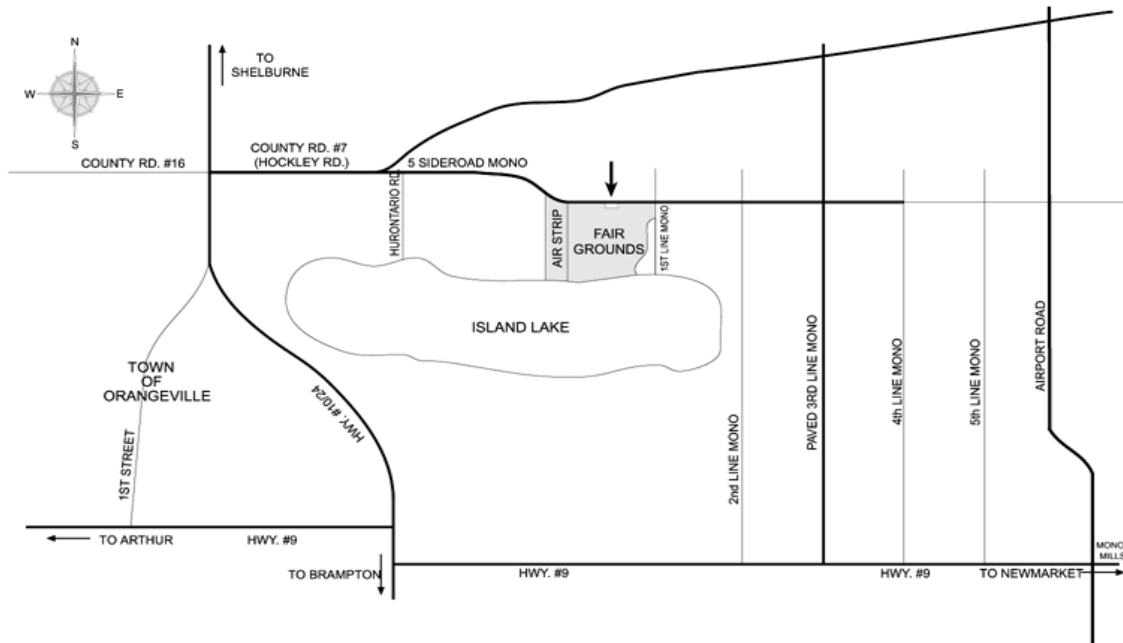 N
W
E
S
TO
SHELBURNE
COUNTY RD. #16
COUNTY RD. #7
(HOCKLEY RD.)
5 SIDEROAD MONO
HURONTARIO RD.
AIR STRIP
FAIR
GROUNDS
1ST LINE MONO
ISLAND LAKE
TOWN
OF
ORANGEVILLE
1ST STREET
HWY. #10/24
2nd LINE MONO
PAVED 3RD LINE MONO
4th LINE MONO
5th LINE MONO
AIRPORT ROAD
TO ARTHUR
HWY. #9
TO BRAMPTON
HWY. #9
HWY. #9
TO NEWMARKET
MONO
MILLS